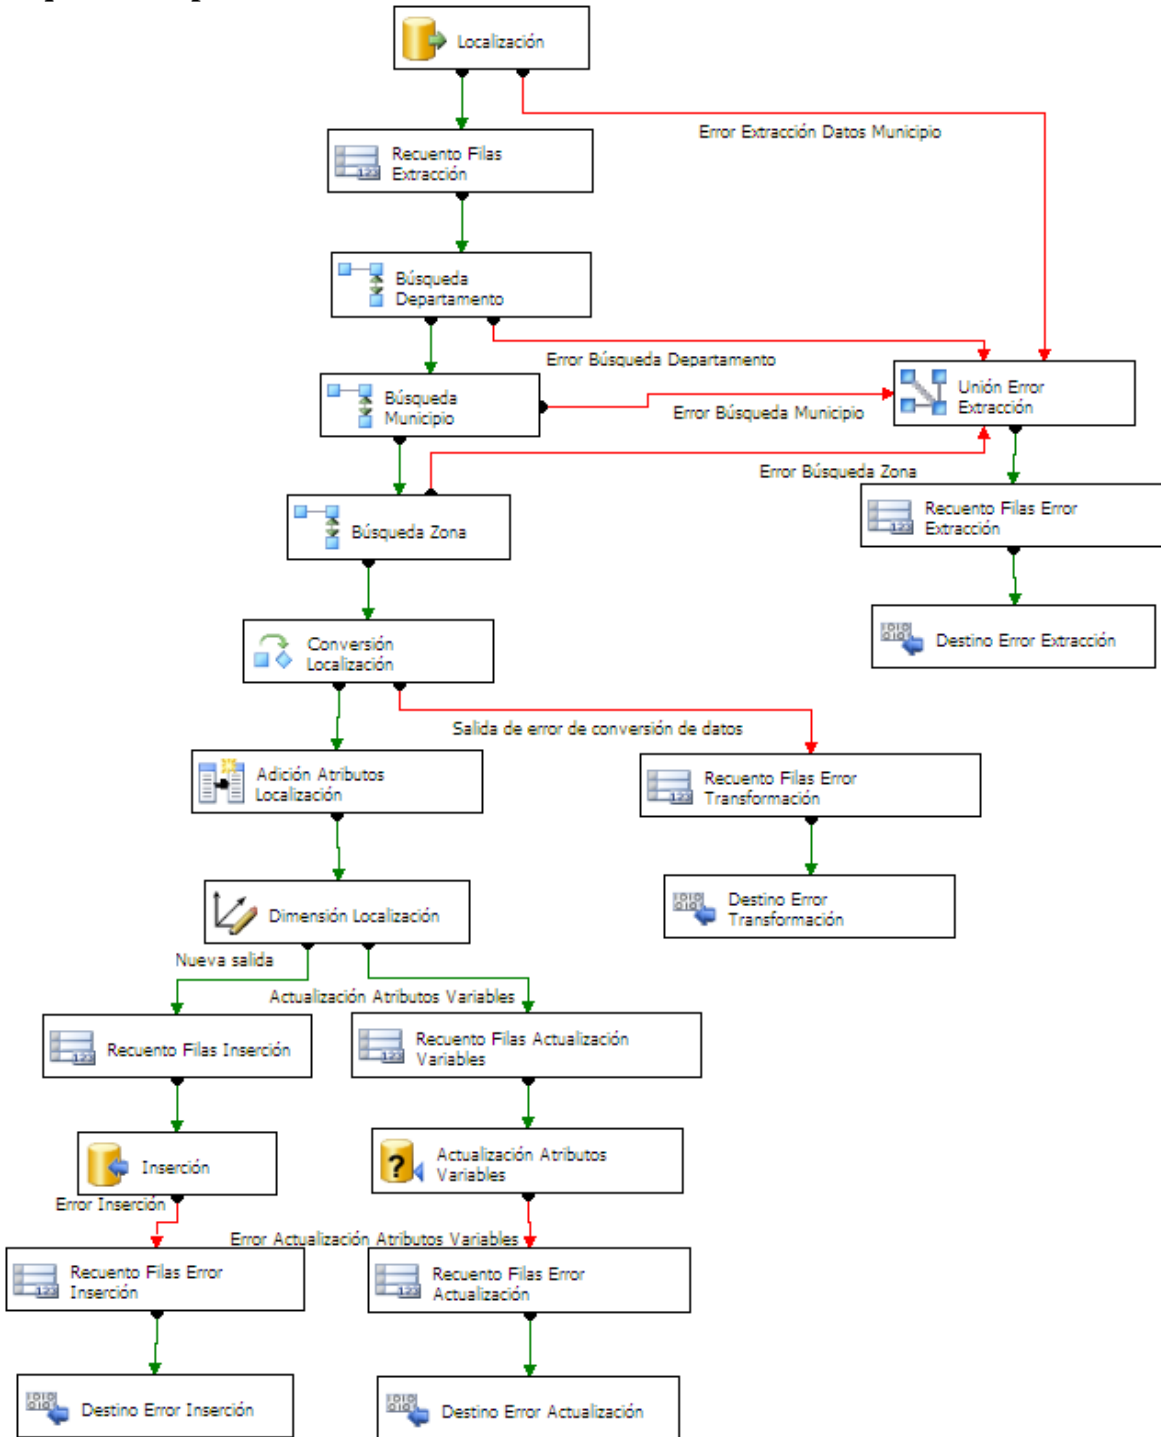 Localización
Error Extracción Datos Municipio
Recuento Filas
Extracción
Búsqueda
Departamento
Error Búsqueda Departamento
Búsqueda
Municipio
Error Búsqueda Municipio
Unión Error
Extracción
Error Búsqueda Zona
Búsqueda Zona
Recuento Filas Error
Extracción
Destino Error Extracción
Conversión
Localización
Salida de error de conversión de datos
Adición Atributos
Localización
Recuento Filas Error
Transformación
Dimensión Localización
Destino Error
Transformación
Nueva salida
Actualización Atributos Variables
Recuento Filas Inserción
Recuento Filas Actualización
Variables
Inserción
Actualización Atributos
Variables
Error Inserción
Error Actualización Atributos Variables
Recuento Filas Error
Inserción
Recuento Filas Error
Actualización
Destino Error Inserción
Destino Error Actualización